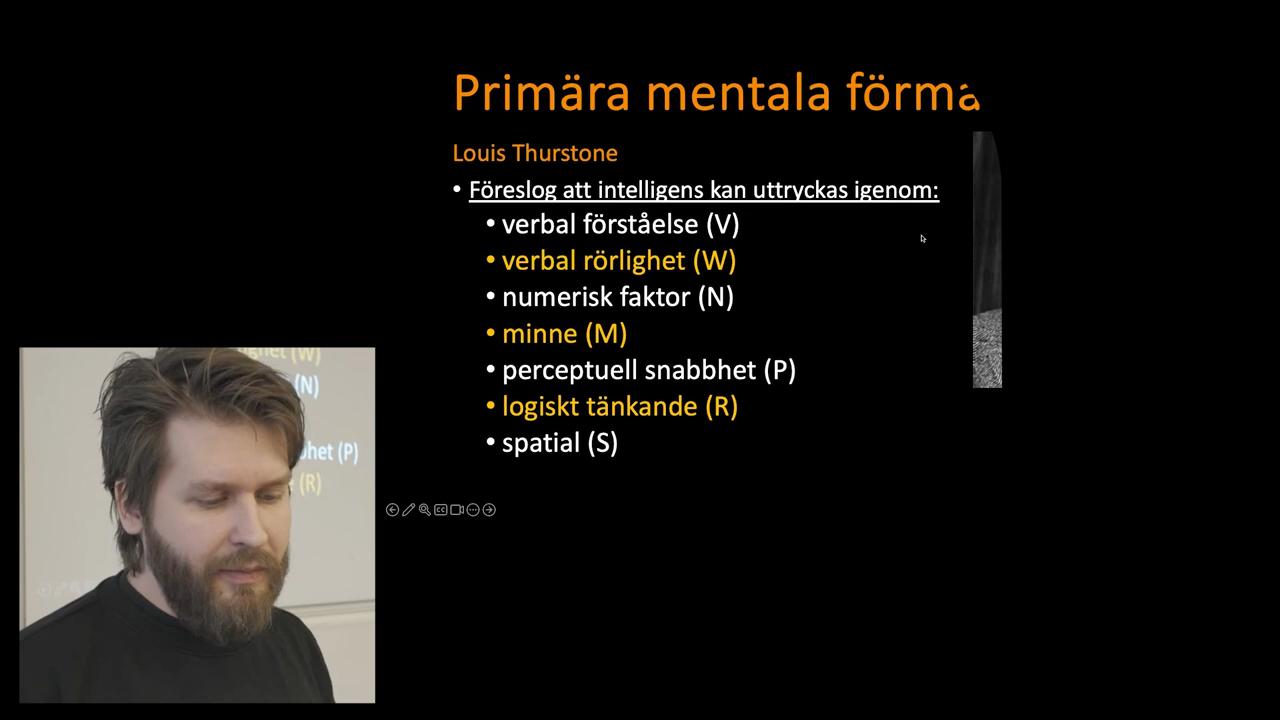 Primära mentala förma
Louis Thurstone
• Föreslog att intelligens kan uttryckas igenom:
• verbal förståelse (V)
• verbal rörlighet (W)
• numerisk faktor (N)
• minne (M)
• perceptuell snabbhet (P)
• logiskt tänkande (R)
• spatial (S)
(W)
(N)
(P)
(R)
CC